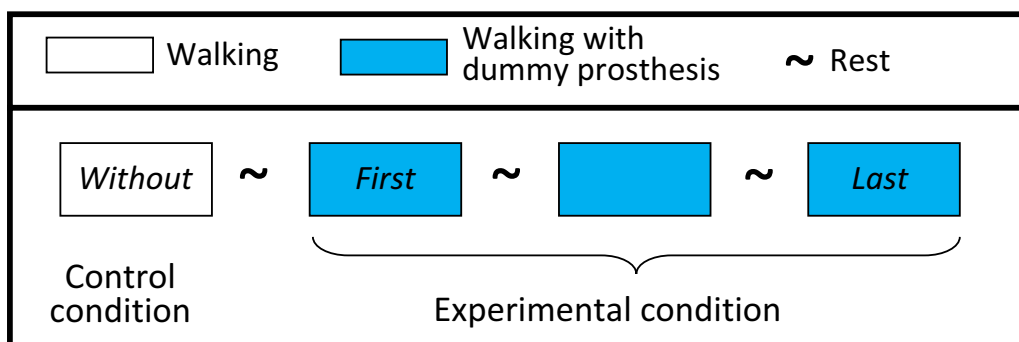 Walking
Walking with
dummy prosthesis
~ Rest
Without ~ First ~ ~ Last
Control
condition
Experimental condition